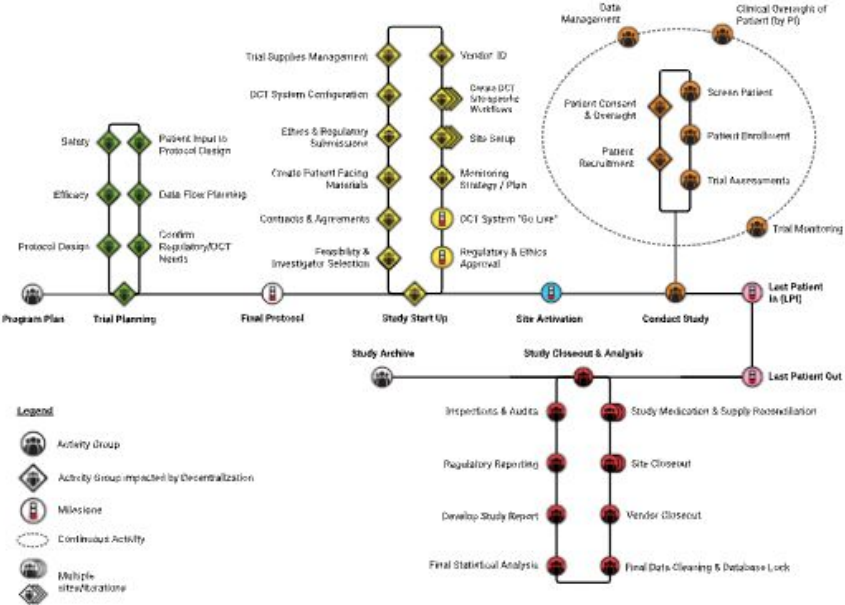 Data
Management
Clinical Oversight of
Patient (by PI)
Trial Supplies Management
Vendor ID
DCT System Configuration
Create DCT
Site-specific
Workflows
Screen Patient
Patient Consent
& Oversight
Safety
Patient Input to
Protocol Design
Ethics & Regulatory
Submissions
Site Setup
Patient Enrollment
Patient
Recruitment
Create Patient Facing
Materials
Monitoring
Strategy / Plan
Trial Assessments
Efficacy
Data Flow Planning
Contracts & Agreements
DCT System "Go Live"
Trial Monitoring
Protocol Design
Confirm
Regulatory/DCT
Needs
Feasibility &
Investigator Selection
Regulatory & Ethics
Approval
Program Plan
Trial Planning
Final Protocol
Study Start Up
Site Activation
Conduct Study
Last Patient
In (LPI)
Study Archive
Study Closeout & Analysis
Last Patient Out
Inspections & Audits
Study Medication & Supply Reconciliation
Regulatory Reporting
Site Closeout
Develop Study Report
Vendor Closeout
Final Statistical Analysis
Final Data Cleaning & Database Lock
Legend
Activity Group
Activity Group impacted by Decentralization
Milestone
Continuous Activity
Multiple
sites/iterations